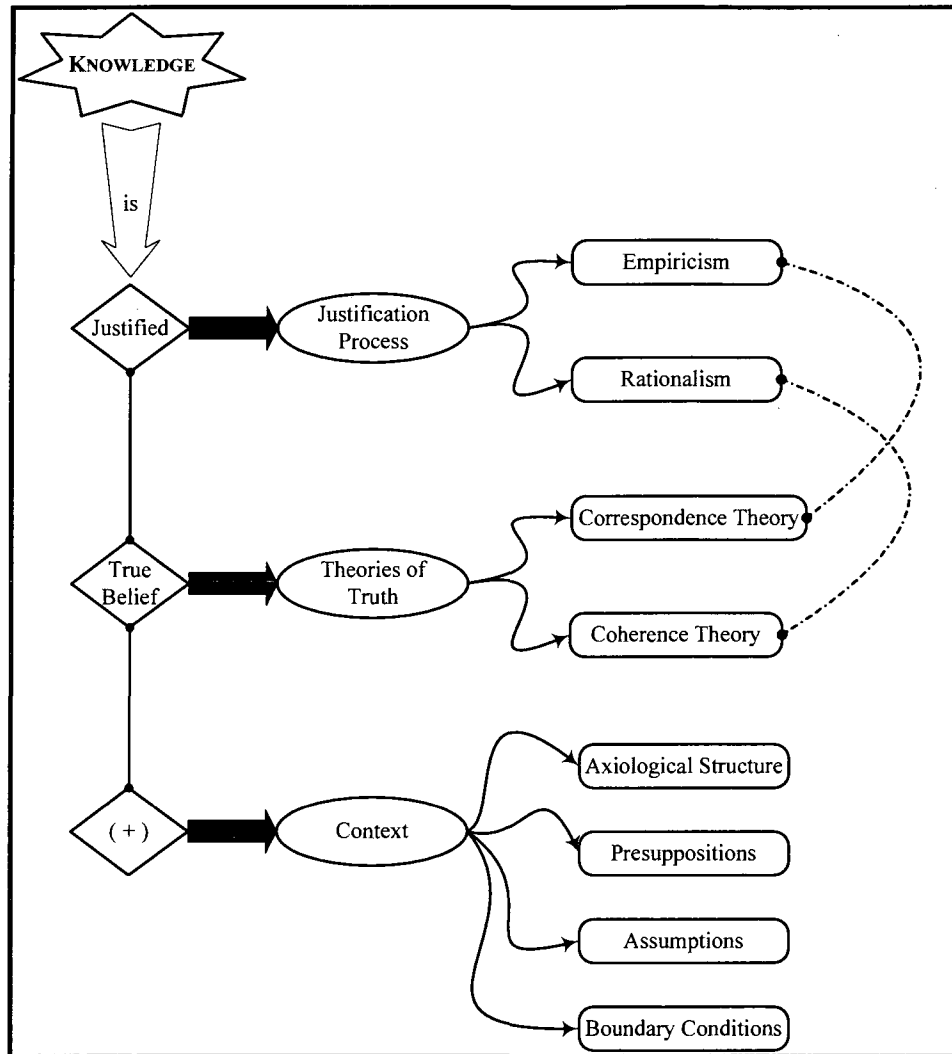 KNOWLEDGE
is
Justified
Justification
Process
Empiricism
Rationalism
True
Belief
Theories of
Truth
Correspondence Theory
Coherence Theory
( + )
Context
Axiological Structure
Presuppositions
Assumptions
Boundary Conditions